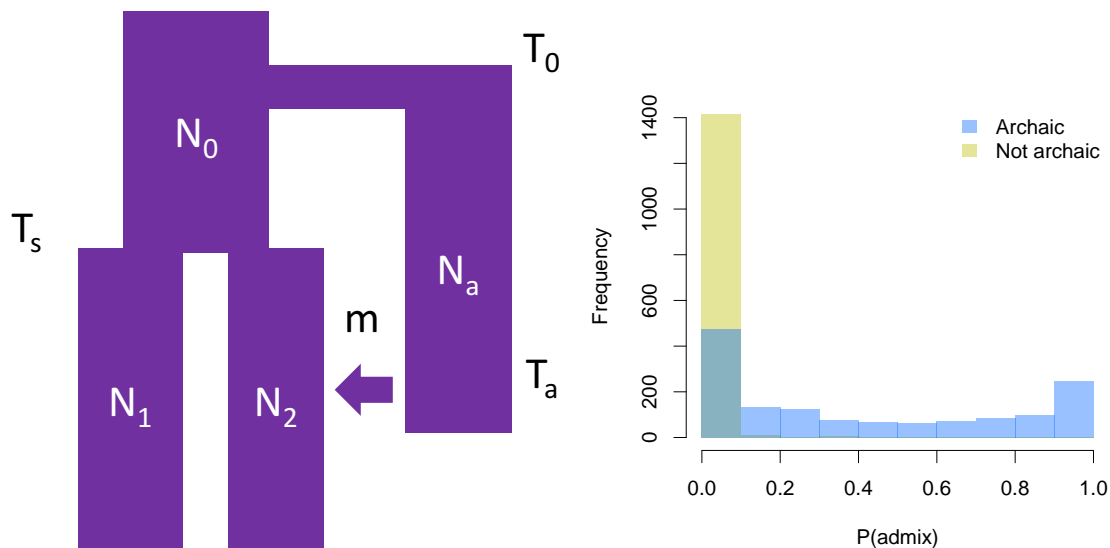 T₀
N₀
Tₛ
Nₐ
m
Tₐ
N₁
N₂
Archaic
Not archaic
Frequency
0
200
600
1000
1400
0.0 0.2 0.4 0.6 0.8 1.0
P(admix)